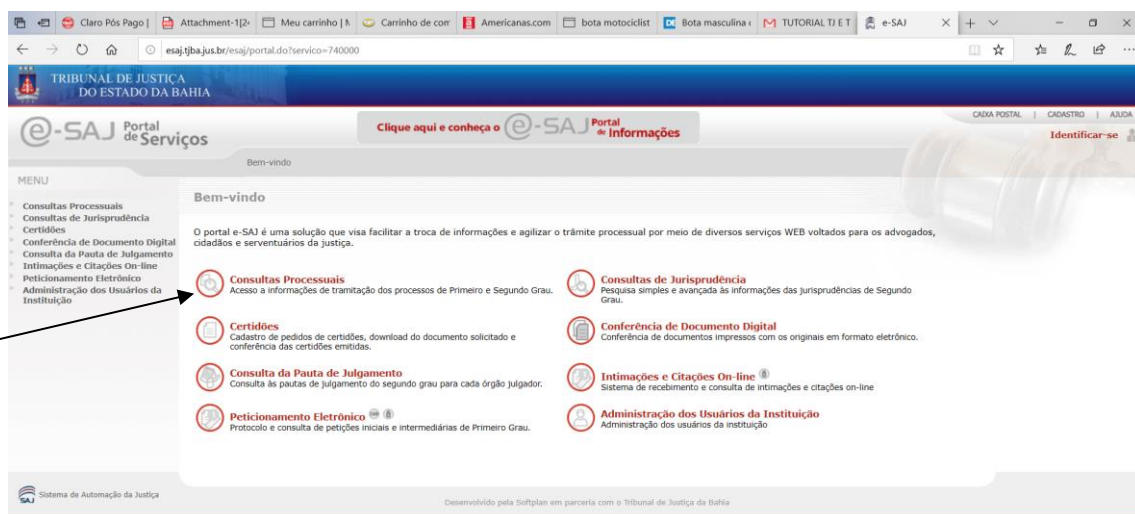 Claro Pós Pago |
Attachment-1[2
Meu carrinho |
Carrinho de com
Americanas.com
bota motociclist
Bota masculina
TUTORIAL TJ E T
e-SAJ
esaj.tjba.jus.br/esaj/portal.do?servico=740000
TRIBUNAL DE JUSTIÇA
DO ESTADO DA BAHIA
e-SAJ Portal de Serviços
Clique aqui e conheça o e-SAJ Portal de Informações
CAIXA POSTAL | CADASTRO | AJUDA
Identificar-se
Bem-vindo
MENU
Consultas Processuais
Consultas de Jurisprudência
Certidões
Conferência de Documento Digital
Consulta da Pauta de Julgamento
Intimações e Citações On-line
Peticionamento Eletrônico
Administração dos Usuários da
Instituição
Bem-vindo
O portal e-SAJ é uma solução que visa facilitar a troca de informações e agilizar o trâmite processual por meio de diversos serviços WEB voltados para os advogados,
cidadãos e serventuários da justiça.
Consultas Processuais
Acesso a informações de tramitação dos processos de Primeiro e Segundo Grau.
Consultas de Jurisprudência
Pesquisa simples e avançada às informações das jurisprudências de Segundo
Grau.
Certidões
Cadastro de pedidos de certidões, download do documento solicitado e
conferência das certidões emitidas.
Conferência de Documento Digital
Conferência de documentos impressos com os originais em formato eletrônico.
Consulta da Pauta de Julgamento
Consulta às pautas de julgamento do segundo grau para cada órgão julgador.
Intimações e Citações On-line
Sistema de recebimento e consulta de intimações e citações on-line
Peticionamento Eletrônico
Protocolo e consulta de petições iniciais e intermediárias de Primeiro Grau.
Administração dos Usuários da Instituição
Administração dos usuários da instituição
SAJ Sistema de Automação da Justiça
Desenvolvido pela Softplan em parceria com o Tribunal de Justiça da Bahia